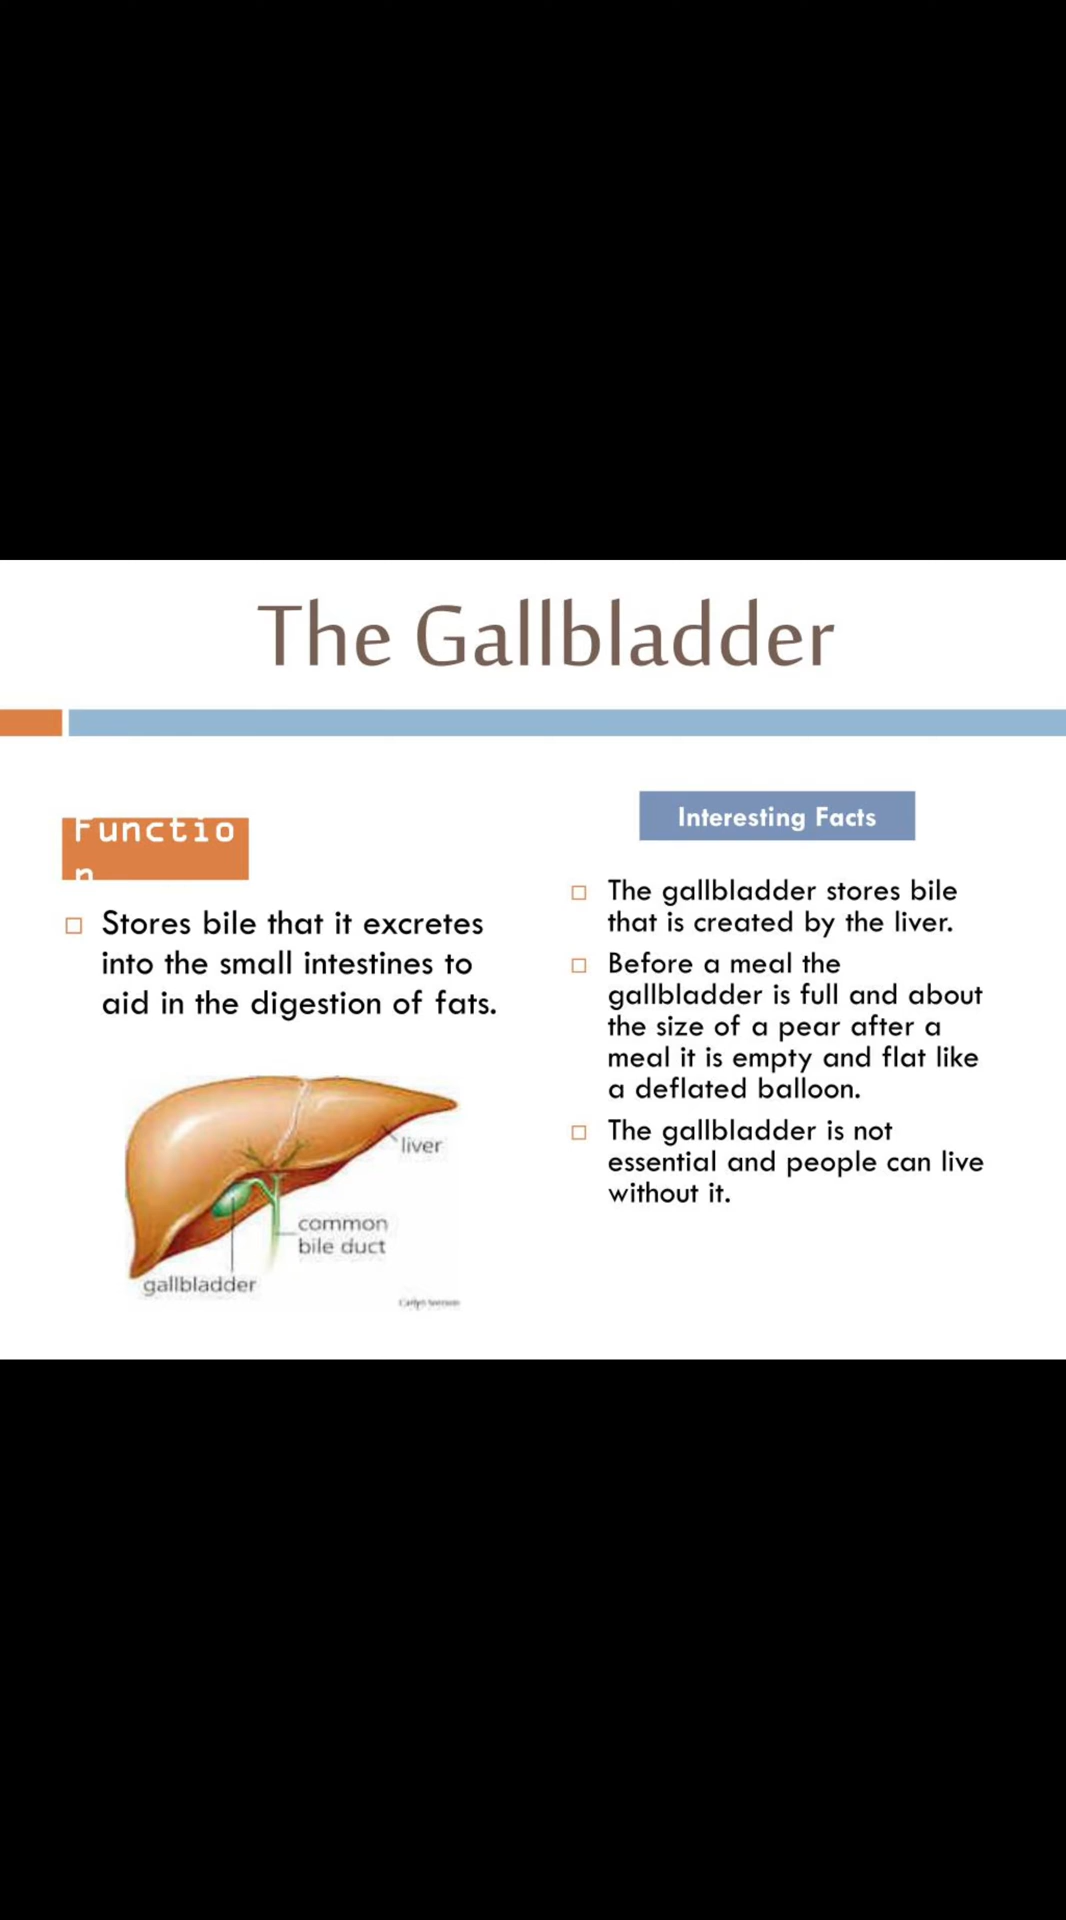 The Gallbladder
Function
Stores bile that it excretes
into the small intestines to
aid in the digestion of fats.
liver
common
bile duct
gallbladder
Interesting Facts
The gallbladder stores bile
that is created by the liver.
Before a meal the
gallbladder is full and about
the size of a pear after a
meal it is empty and flat like
a deflated balloon.
The gallbladder is not
essential and people can live
without it.